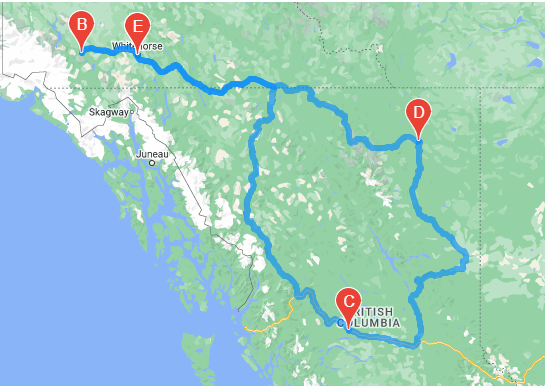 B
E
Whitehorse
D
Skagway
Juneau
C
BRITISH
COLUMBIA